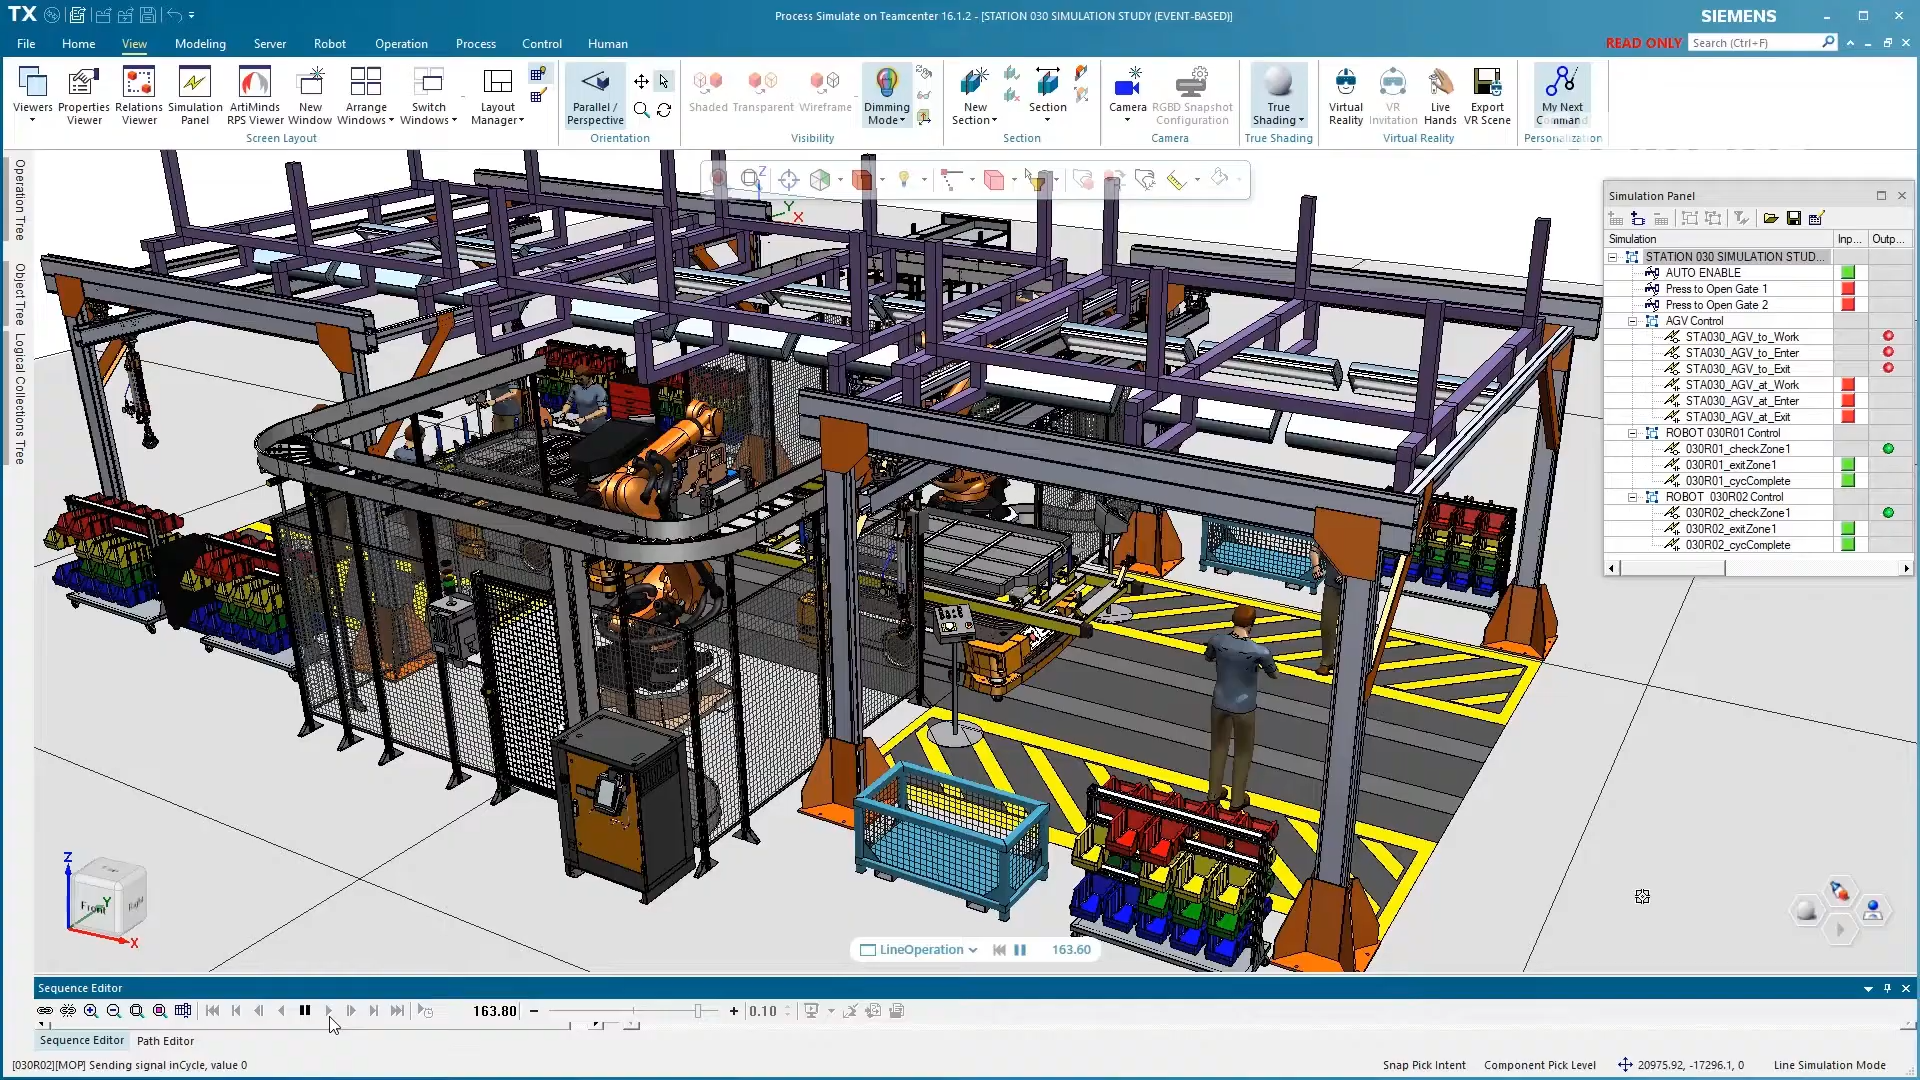 TX
Process Simulate on Teamcenter 16.1.2 - [STATION 030 SIMULATION STUDY (EVENT-BASED)]
SIEMENS
File Home View Modeling Server Robot Operation Process Control Human
READ ONLY Search (Ctrl+F)
Viewers
Properties Viewer
Relations Viewer
Simulation Panel
ArtiMinds RPS Viewer
New Window
Arrange Windows
Switch Windows
Layout Manager
Screen Layout
Parallel / Perspective
Orientation
Shaded Transparent Wireframe
Dimming Mode
Visibility
New Section
Section
Section
Camera
RGBD Snapshot Configuration
Camera
True Shading
True Shading
Virtual Reality
VR Invitation
Live Hands
Export VR Scene
Virtual Reality
My Next Command
Personalization
Operation Tree
Object Tree
Logical Collections Tree
Z
Y
X
Simulation Panel
Simulation Inp... Outp...
STATION 030 SIMULATION STUD...
AUTO ENABLE
Press to Open Gate 1
Press to Open Gate 2
AGV Control
STA030_AGV_to_Work
STA030_AGV_to_Enter
STA030_AGV_to_Exit
STA030_AGV_at_Work
STA030_AGV_at_Enter
STA030_AGV_at_Exit
ROBOT 030R01 Control
030R01_checkZone1
030R01_exitZone1
030R01_cycComplete
ROBOT 030R02 Control
030R02_checkZone1
030R02_exitZone1
030R02_cycComplete
Z
Top
Front
Y
Right
X
LineOperation 163.60
Sequence Editor
163.80 − + 0.10
Sequence Editor Path Editor
[030R02][MOP] Sending signal inCycle, value 0
Snap Pick Intent Component Pick Level 20975.92, -17296.1, 0 Line Simulation Mode